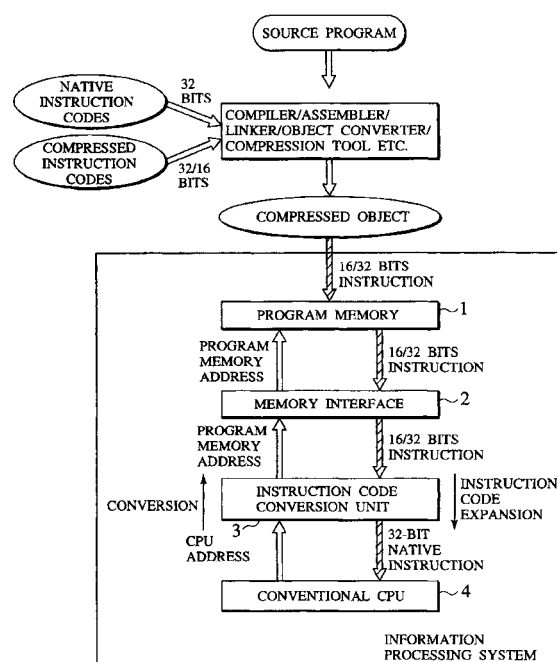 SOURCE PROGRAM
NATIVE
INSTRUCTION
CODES
32
BITS
COMPRESSED
INSTRUCTION
CODES
32/16
BITS
COMPILER/ASSEMBLER/
LINKER/OBJECT CONVERTER/
COMPRESSION TOOL ETC.
COMPRESSED OBJECT
16/32 BITS
INSTRUCTION
PROGRAM MEMORY
1
PROGRAM
MEMORY
ADDRESS
16/32 BITS
INSTRUCTION
MEMORY INTERFACE
2
PROGRAM
MEMORY
ADDRESS
16/32 BITS
INSTRUCTION
CONVERSION
INSTRUCTION CODE
CONVERSION UNIT
3
INSTRUCTION
CODE
EXPANSION
CPU
ADDRESS
32-BIT
NATIVE
INSTRUCTION
CONVENTIONAL CPU
4
INFORMATION
PROCESSING SYSTEM